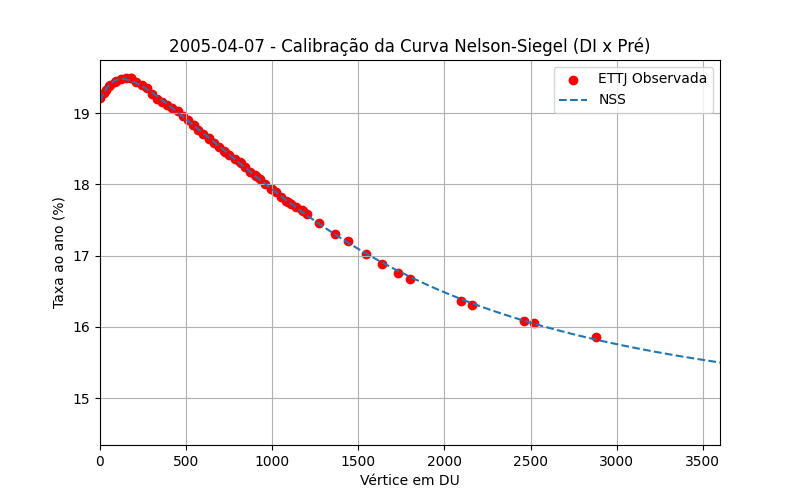 2005-04-07 - Calibração da Curva Nelson-Siegel (DI x Pré)
ETTJ Observada
NSS
Taxa ao ano (%)
19
18
17
16
15
0 500 1000 1500 2000 2500 3000 3500
Vértice em DU